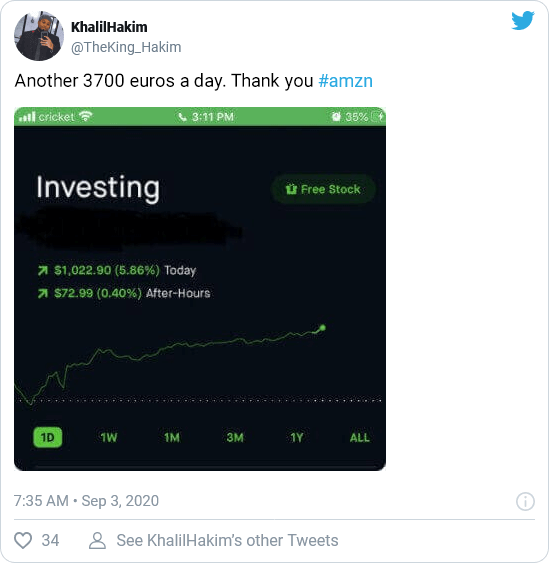 KhalilHakim
@TheKing_Hakim
Another 3700 euros a day. Thank you #amzn
cricket 3:11 PM 35%
Investing
Free Stock
$1,022.90 (5.86%) Today
$72.99 (0.40%) After-Hours
1D 1W 1M 3M 1Y ALL
7:35 AM • Sep 3, 2020
34 See KhalilHakim's other Tweets